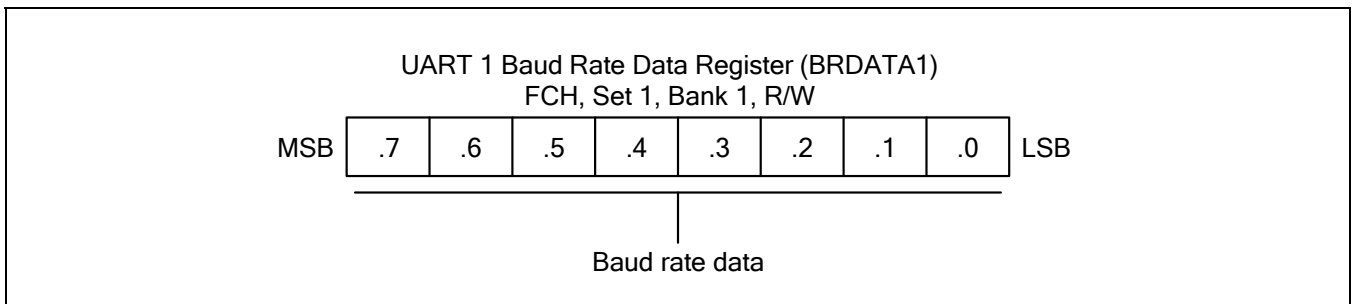 UART 1 Baud Rate Data Register (BRDATA1)
FCH, Set 1, Bank 1, R/W
MSB .7 .6 .5 .4 .3 .2 .1 .0 LSB
Baud rate data